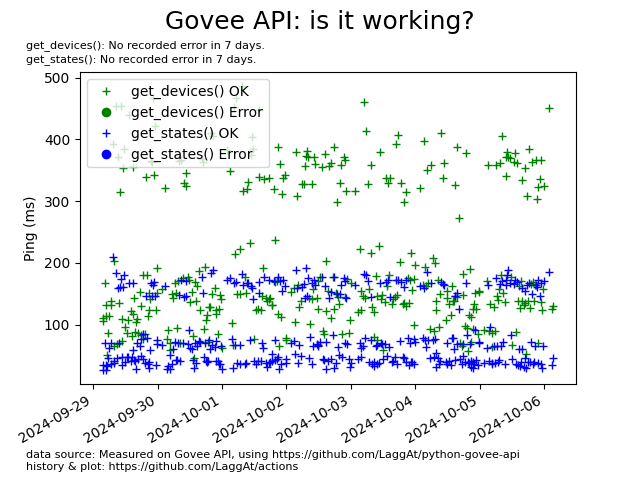 Govee API: is it working?
get_devices(): No recorded error in 7 days.
get_states(): No recorded error in 7 days.
get_devices() OK
get_devices() Error
get_states() OK
get_states() Error
500
400
300
200
100
Ping (ms)
2024-09-29
2024-09-30
2024-10-01
2024-10-02
2024-10-03
2024-10-04
2024-10-05
2024-10-06
data source: Measured on Govee API, using https://github.com/LaggAt/python-govee-api
history & plot: https://github.com/LaggAt/actions